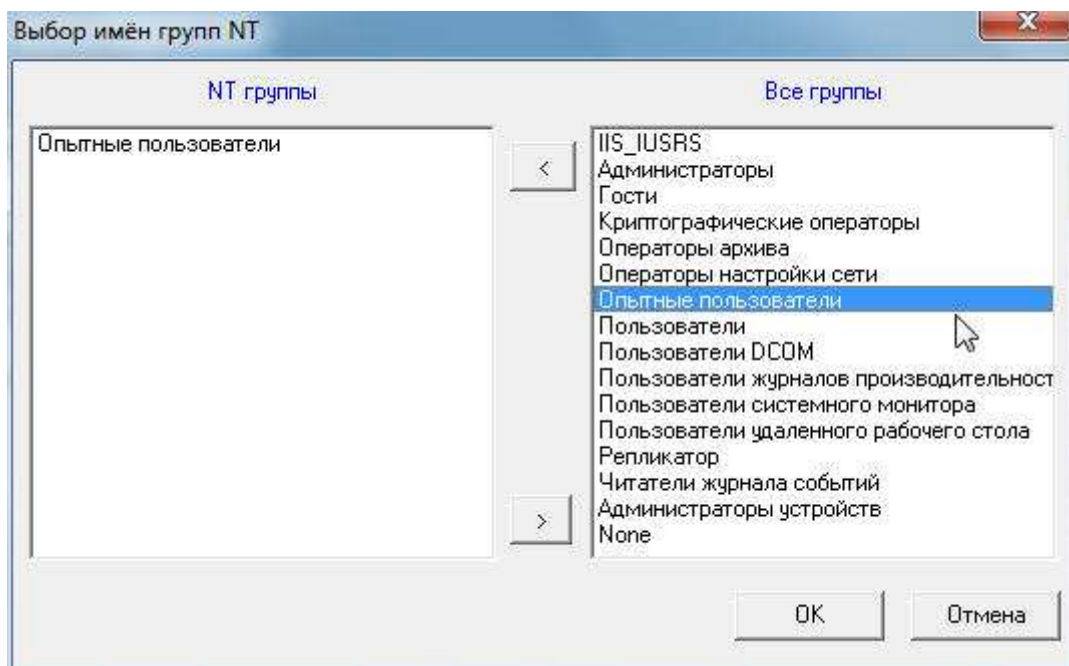 Выбор имён групп NT
NT группы
Все группы
Опытные пользователи
<
>
IIS_IUSRS
Администраторы
Гости
Криптографические операторы
Операторы архива
Операторы настройки сети
Опытные пользователи
Пользователи
Пользователи DCOM
Пользователи журналов производительност
Пользователи системного монитора
Пользователи удаленного рабочего стола
Репликатор
Читатели журнала событий
Администраторы устройств
None
OK
Отмена